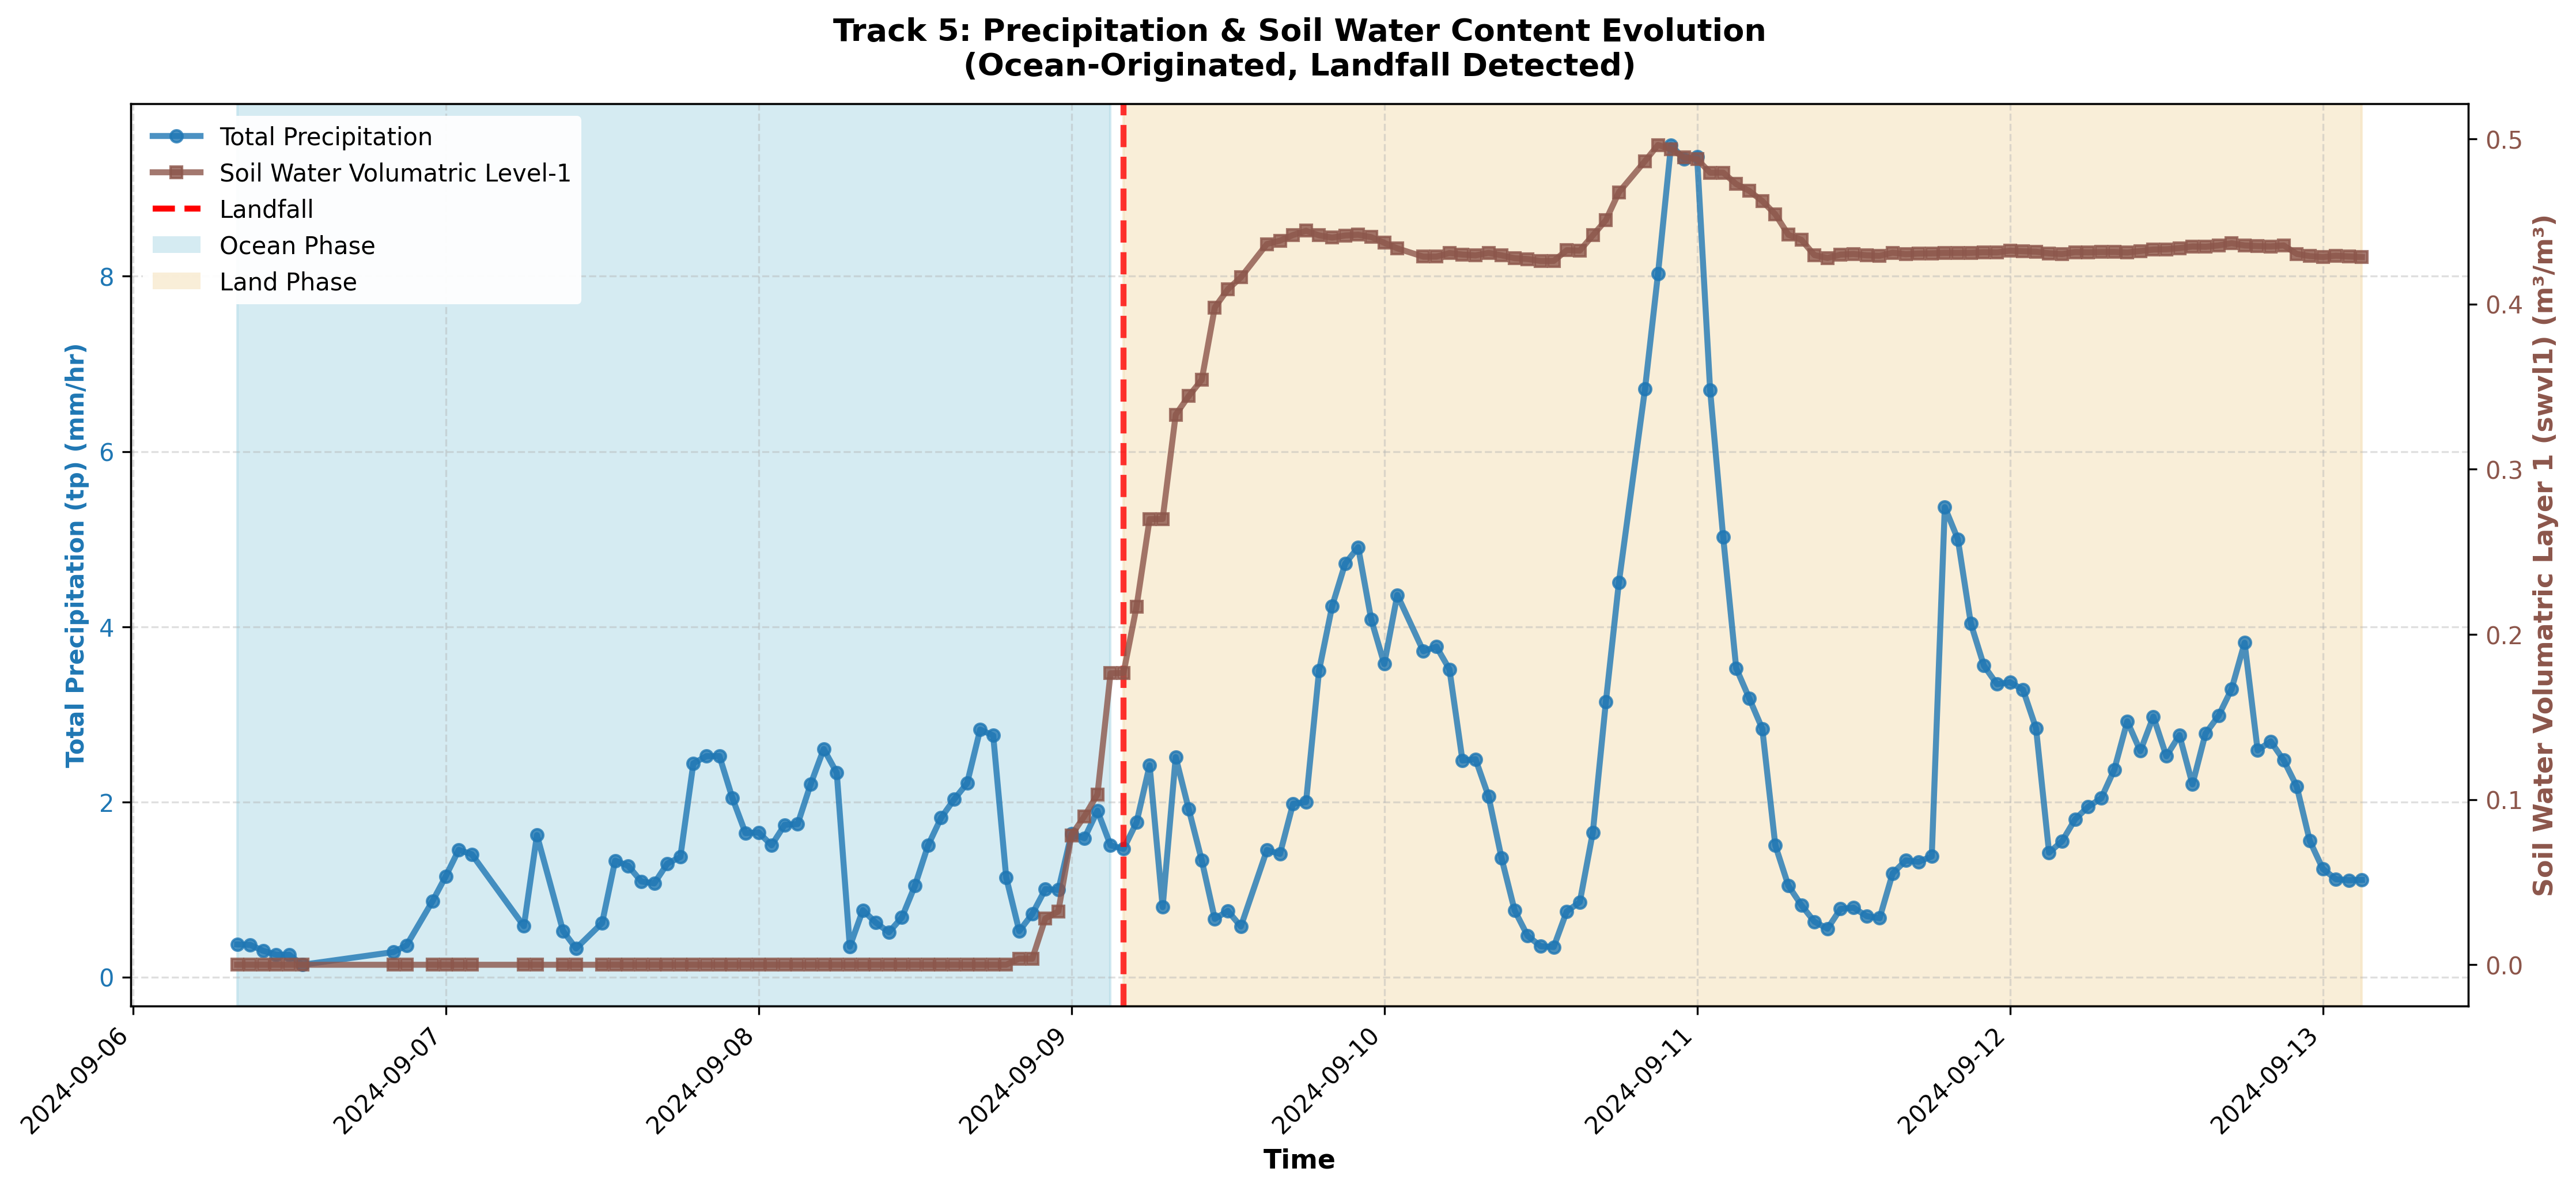 Track 5: Precipitation & Soil Water Content Evolution
(Ocean-Originated, Landfall Detected)
Total Precipitation
Soil Water Volumatric Level-1
Landfall
Ocean Phase
Land Phase
Total Precipitation (tp) (mm/hr)
8
6
4
2
0
Soil Water Volumatric Layer 1 (swvl1) (m³/m³)
0.5
0.4
0.3
0.2
0.1
0.0
2024-09-06
2024-09-07
2024-09-08
2024-09-09
2024-09-10
2024-09-11
2024-09-12
2024-09-13
Time